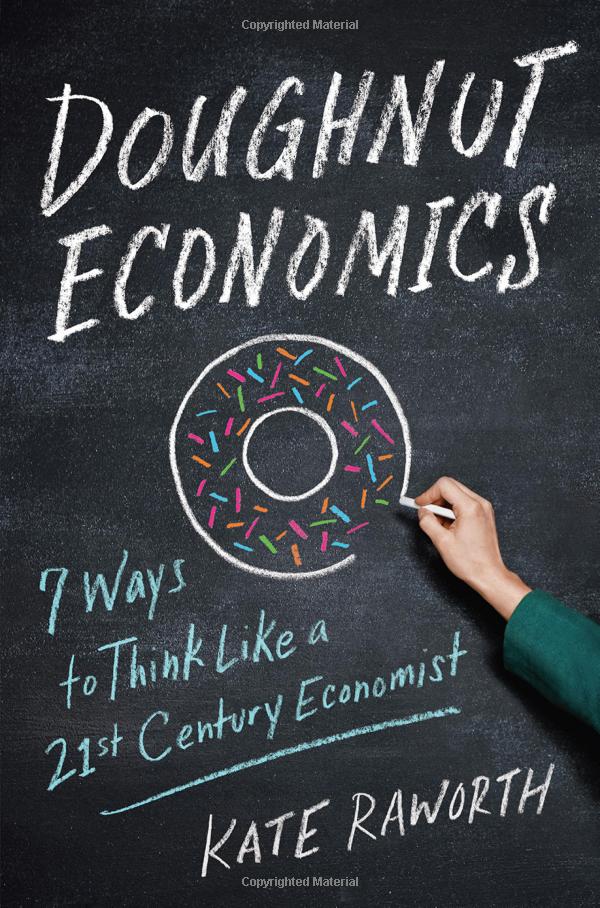 Copyrighted Material
DOUGHNUT
ECONOMICS
7 Ways
to Think Like a
21st Century Economist
KATE RAWORTH
Copyrighted Material